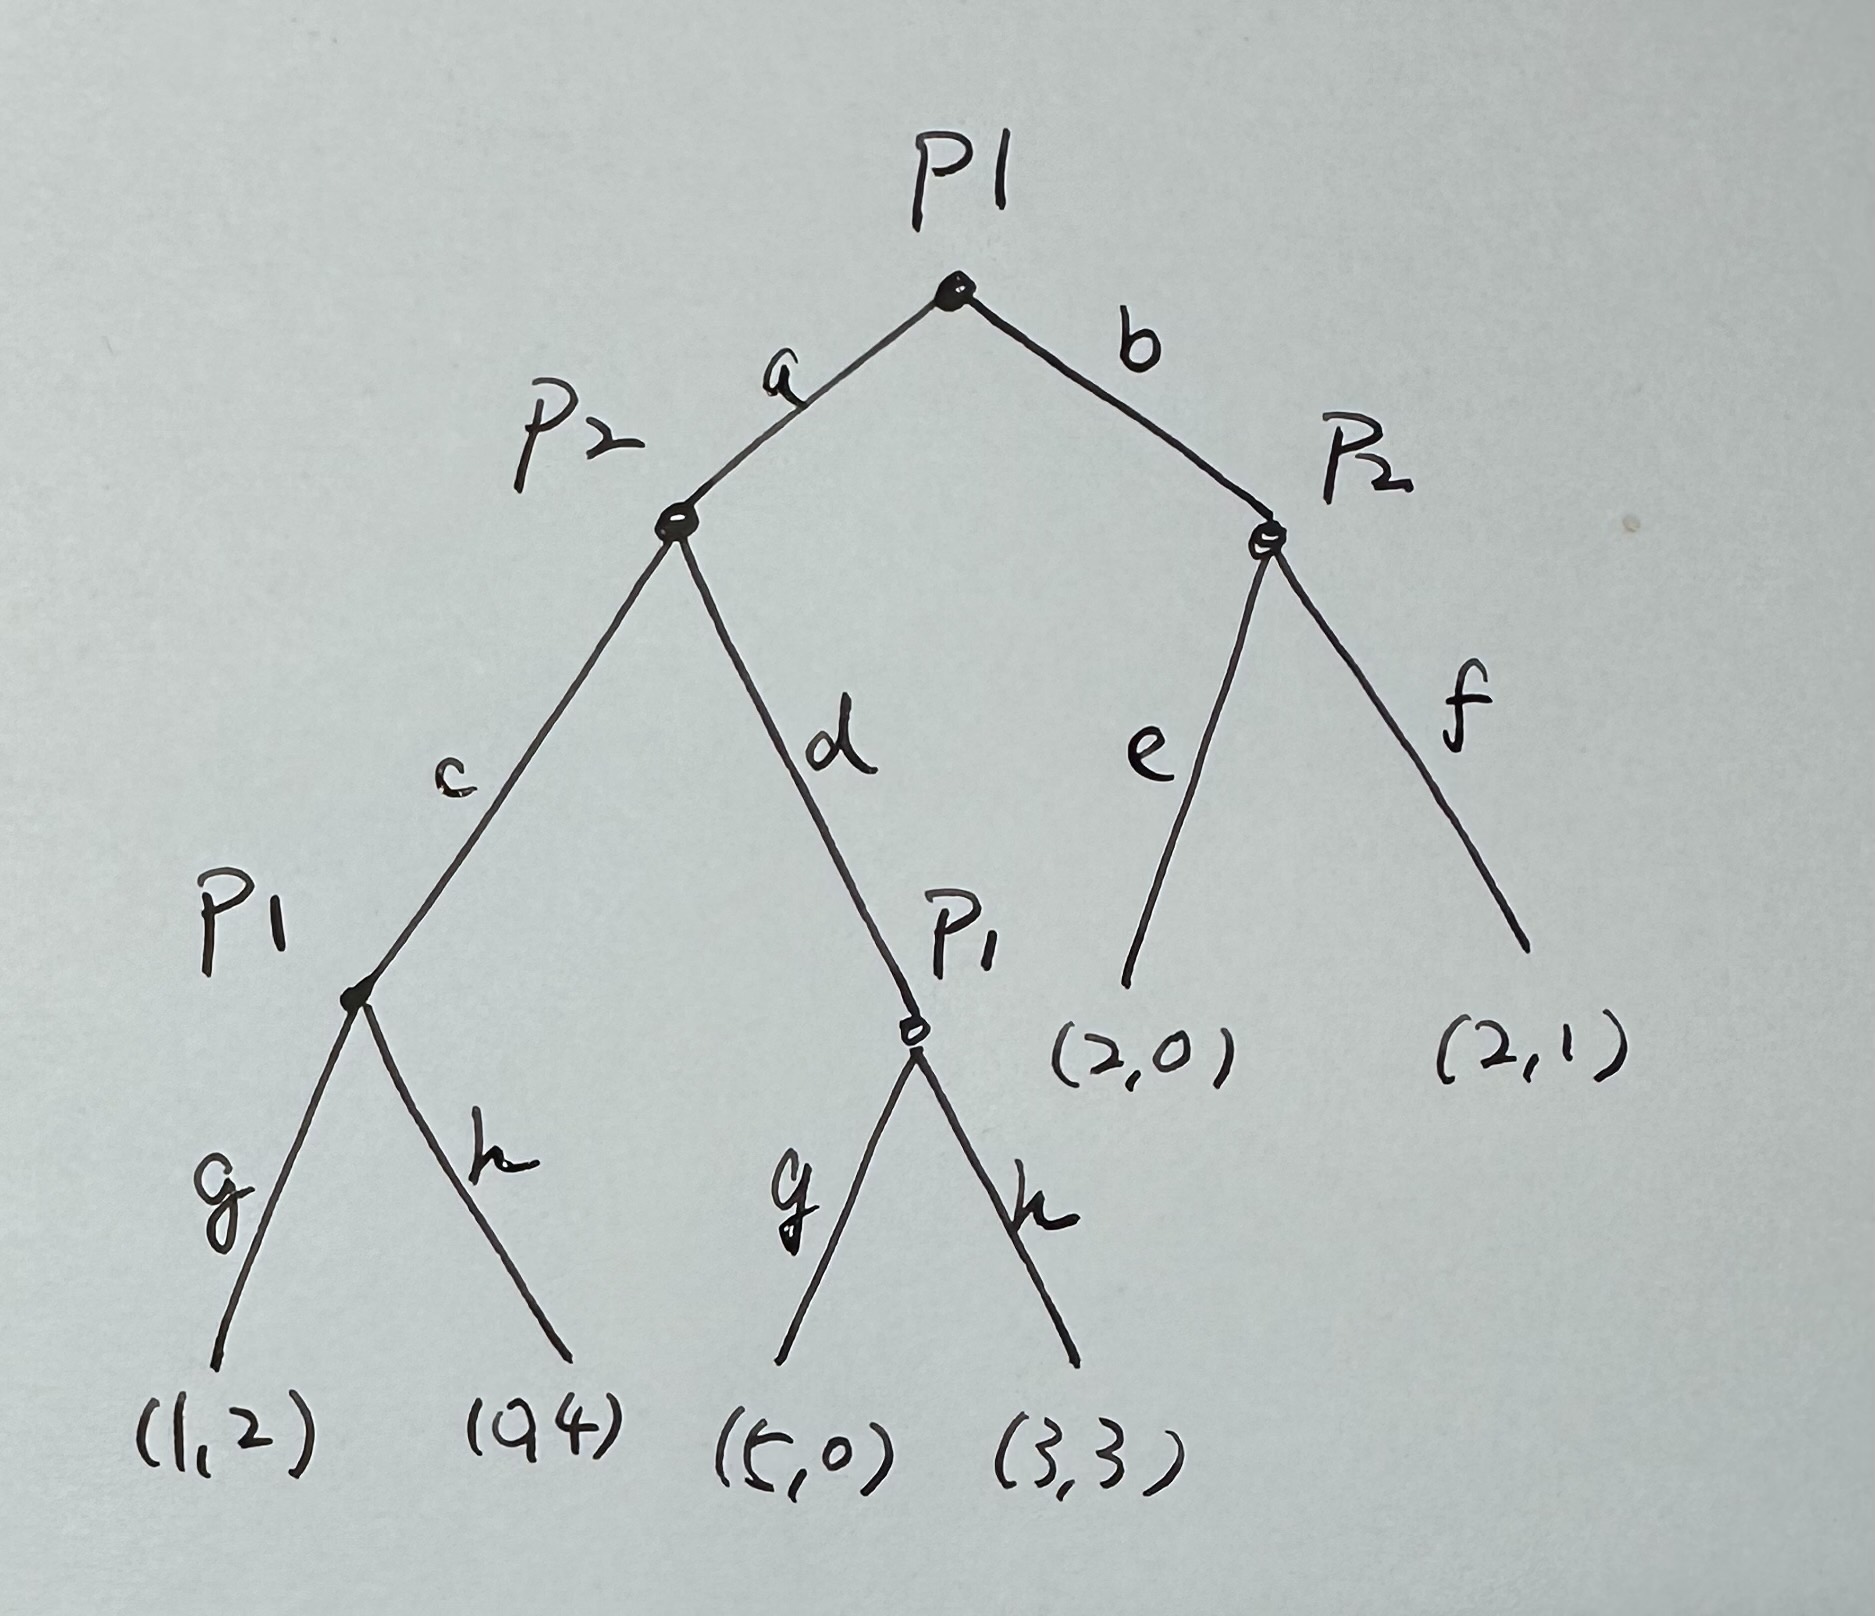 P1
a b
P2 P2
c d e f
P1 P1
(2,0) (2,1)
g h g h
(1,2) (0,4) (5,0) (3,3)